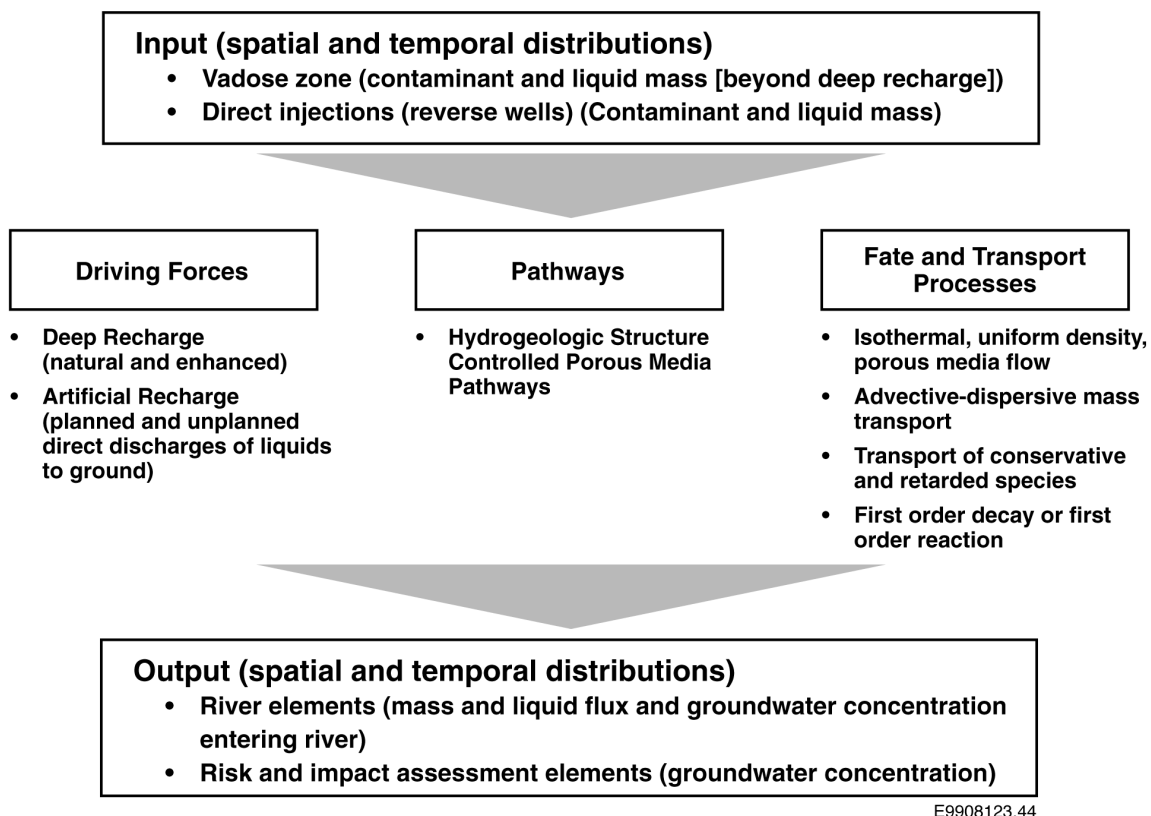 Input (spatial and temporal distributions)
• Vadose zone (contaminant and liquid mass [beyond deep recharge])
• Direct injections (reverse wells) (Contaminant and liquid mass)
Driving Forces
• Deep Recharge
(natural and enhanced)
• Artificial Recharge
(planned and unplanned
direct discharges of liquids
to ground)
Pathways
• Hydrogeologic Structure
Controlled Porous Media
Pathways
Fate and Transport
Processes
• Isothermal, uniform density,
porous media flow
• Advective-dispersive mass
transport
• Transport of conservative
and retarded species
• First order decay or first
order reaction
Output (spatial and temporal distributions)
• River elements (mass and liquid flux and groundwater concentration
entering river)
• Risk and impact assessment elements (groundwater concentration)
E9908123.44